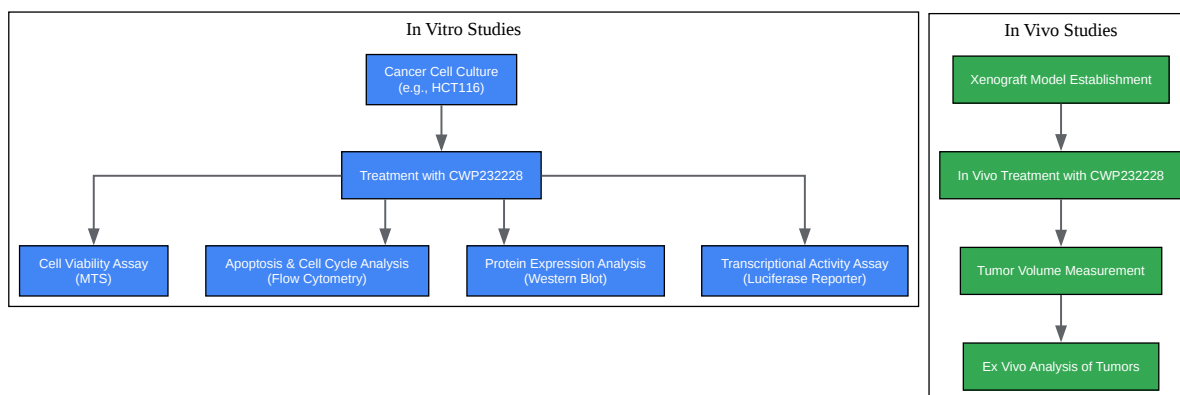 In Vitro Studies
Cancer Cell Culture
(e.g., HCT116)
Treatment with CWP232228
Cell Viability Assay
(MTS)
Apoptosis & Cell Cycle Analysis
(Flow Cytometry)
Protein Expression Analysis
(Western Blot)
Transcriptional Activity Assay
(Luciferase Reporter)
In Vivo Studies
Xenograft Model Establishment
In Vivo Treatment with CWP232228
Tumor Volume Measurement
Ex Vivo Analysis of Tumors